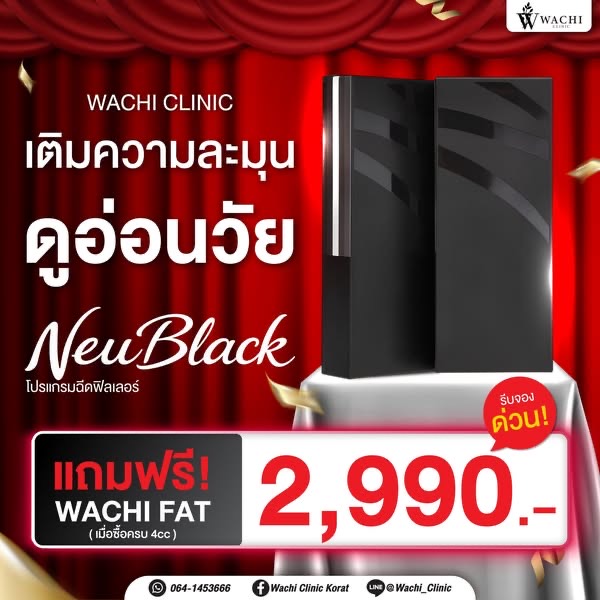 WACHI
CLINIC
WACHI CLINIC
เติมความละมุน
ดูอ่อนวัย
NeuBlack
โปรแกรมฉีดฟิลเลอร์
รีบจอง
ด่วน!
แถมฟรี!
WACHI FAT
( เมื่อซื้อครบ 4cc )
2,990.-
064-1453666
Wachi Clinic Korat
LINE
@Wachi_Clinic